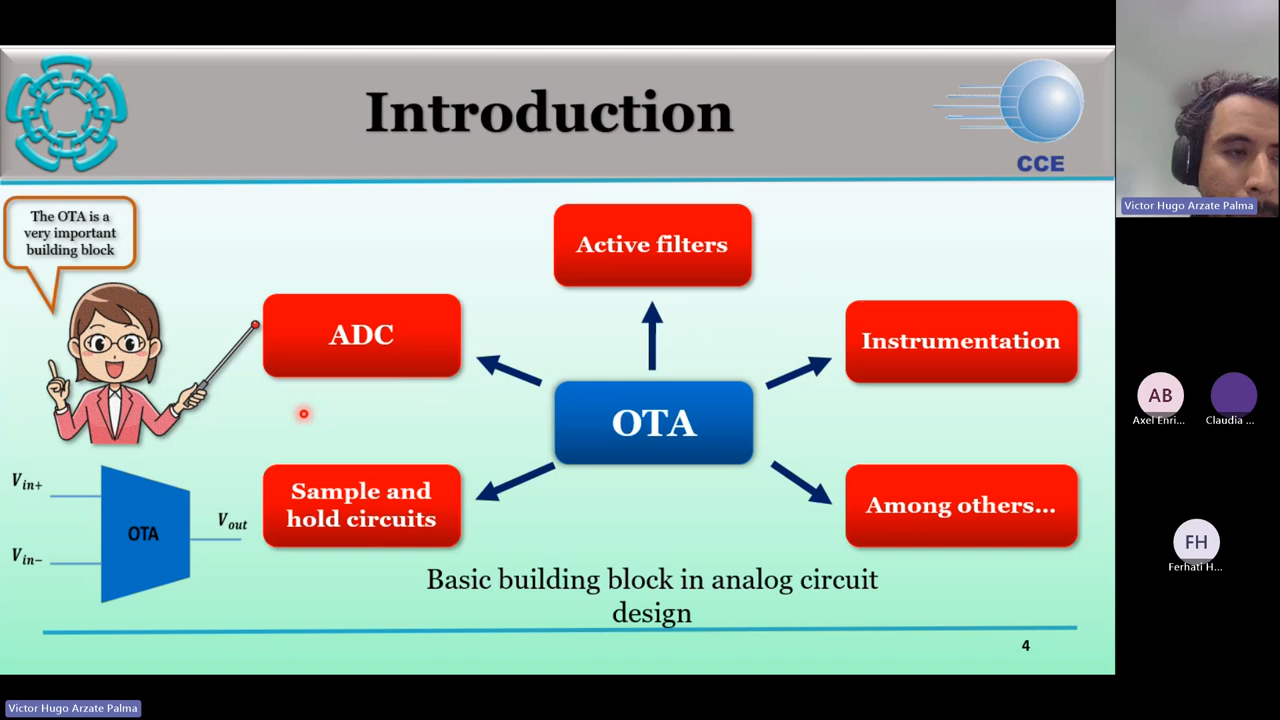 Introduction
CCE
The OTA is a
very important
building block
Active filters
ADC
Instrumentation
OTA
Sample and
hold circuits
Among others...
Vin+
Vin−
OTA
Vout
Basic building block in analog circuit
design
4
Victor Hugo Arzate Palma
AB
Axel Enri...
Claudia ...
FH
Ferhati H...
Victor Hugo Arzate Palma